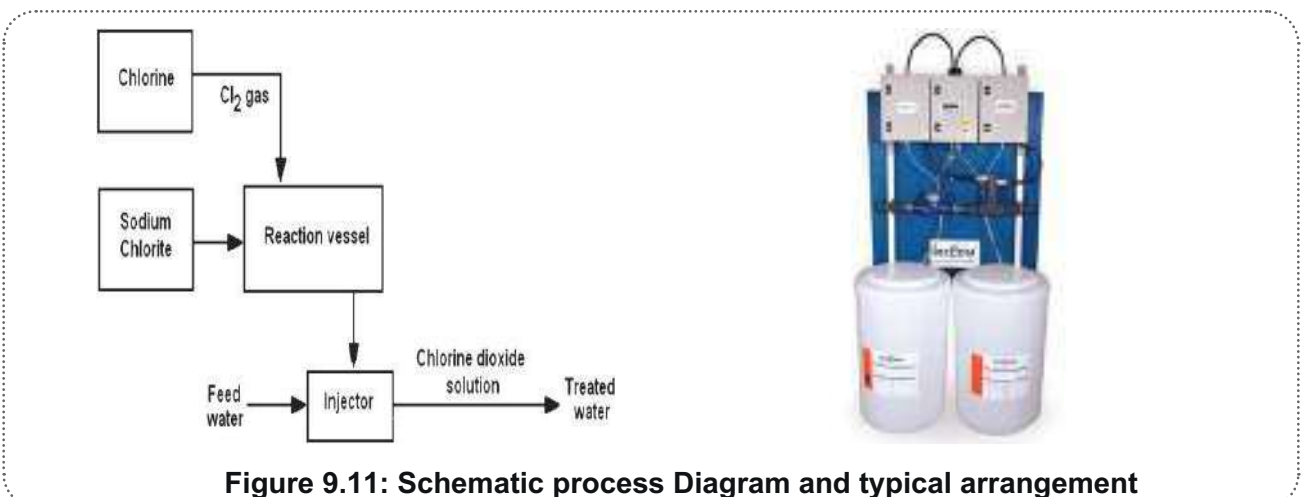 Chlorine
Cl2 gas
Sodium
Chlorite
Reaction vessel
Chlorine dioxide
solution
Feed
water
Injector
Treated
water
Figure 9.11: Schematic process Diagram and typical arrangement